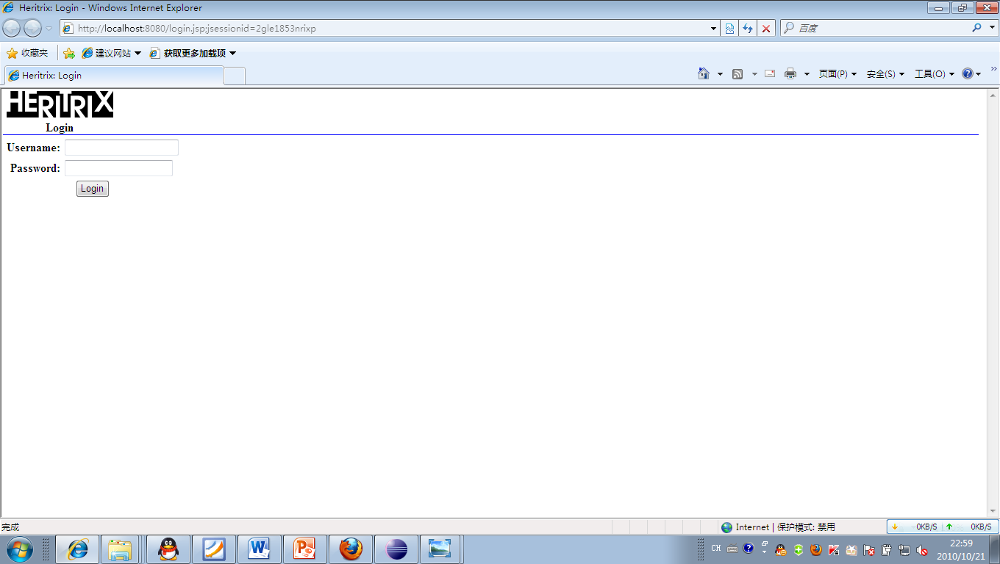 Heritrix: Login - Windows Internet Explorer
http://localhost:8080/login.jsp;jsessionid=2gle1853nrixp
百度
收藏夹 建议网站 获取更多加载项
Heritrix: Login
页面(P) 安全(S) 工具(O)
HERITRIX
Login
Username:
Password:
Login
完成
Internet | 保护模式: 禁用
0KB/S 0KB/S
CH
22:59
2010/10/21